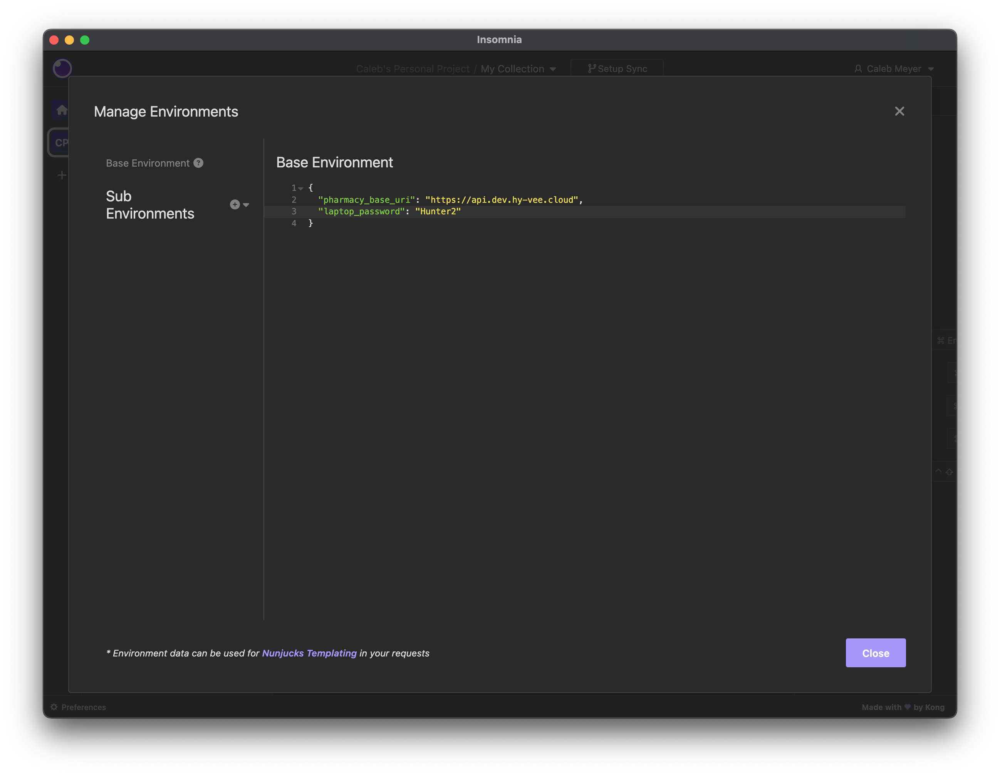 Insomnia
Caleb's Personal Project / My Collection
Setup Sync
Caleb Meyer
Manage Environments
CP
Base Environment ?
Sub
Environments
Base Environment
1 {
2 "pharmacy_base_uri": "https://api.dev.hy-vee.cloud",
3 "laptop_password": "Hunter2"
4 }
* Environment data can be used for Nunjucks Templating in your requests
Close
Preferences
Made with 💜 by Kong